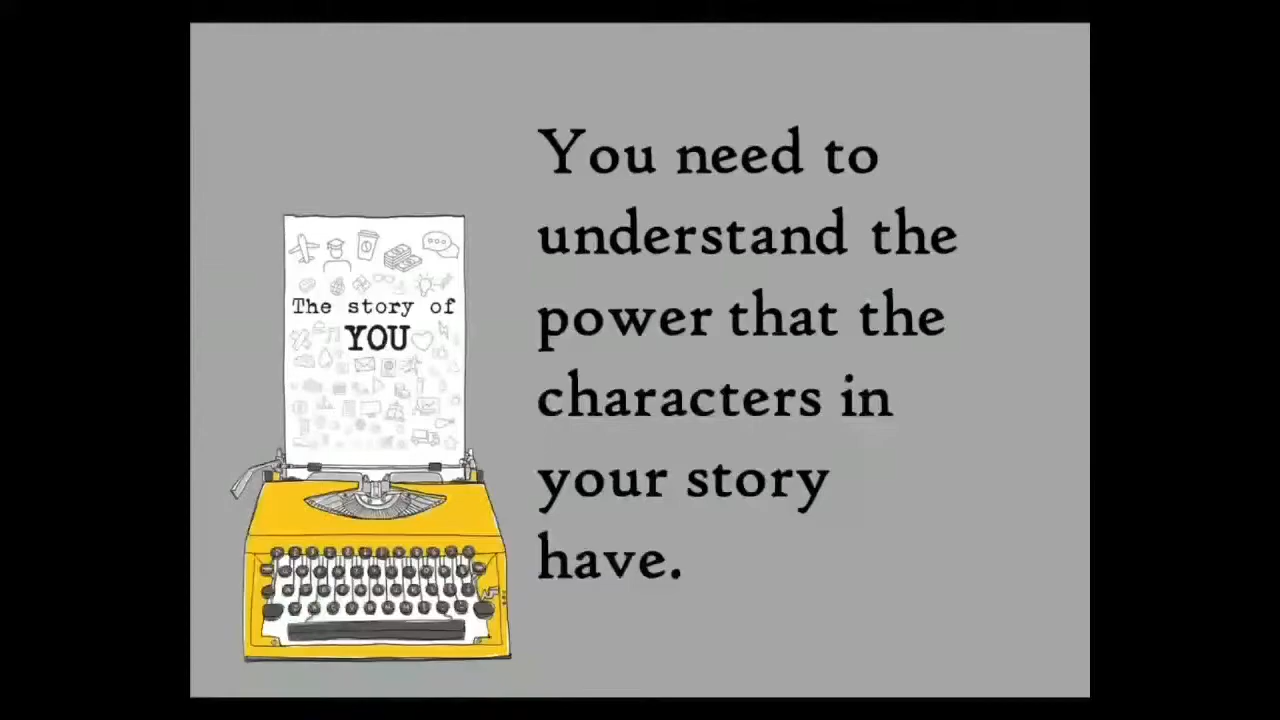 The story of
YOU
You need to
understand the
power that the
characters in
your story
have.